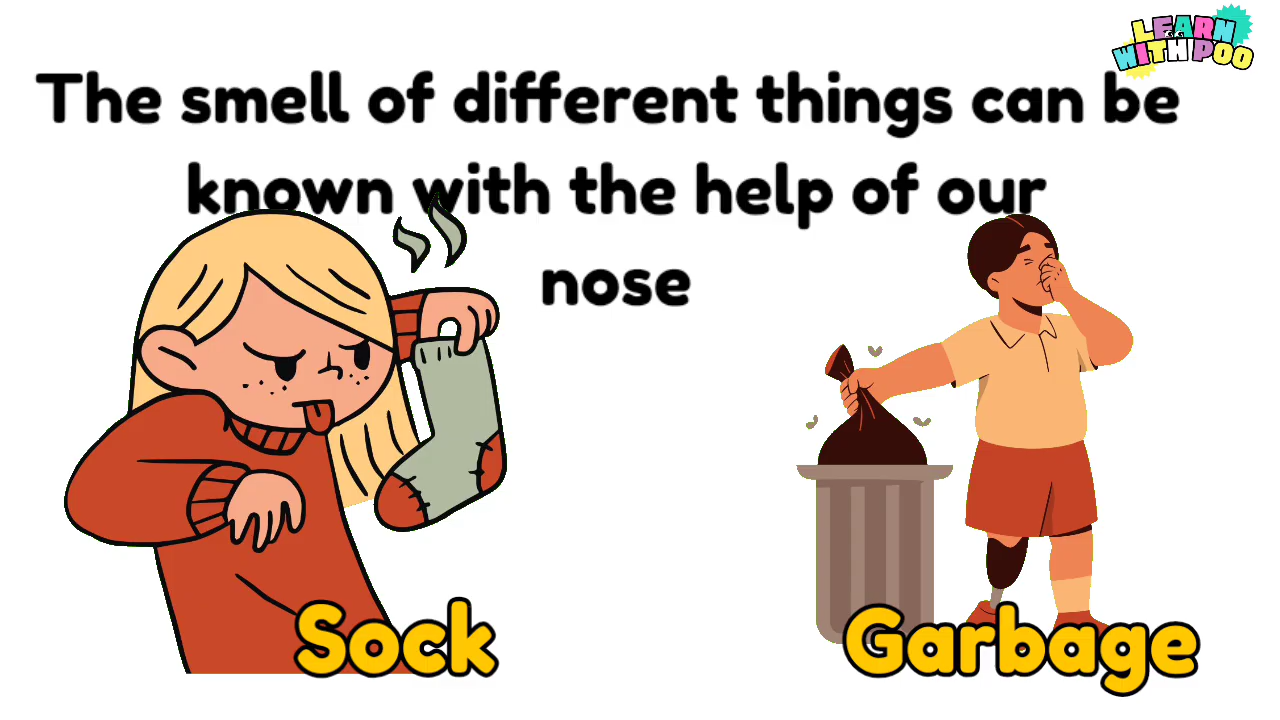 LEARN
WITH POO
The smell of different things can be
known with the help of our
nose
Sock
Garbage